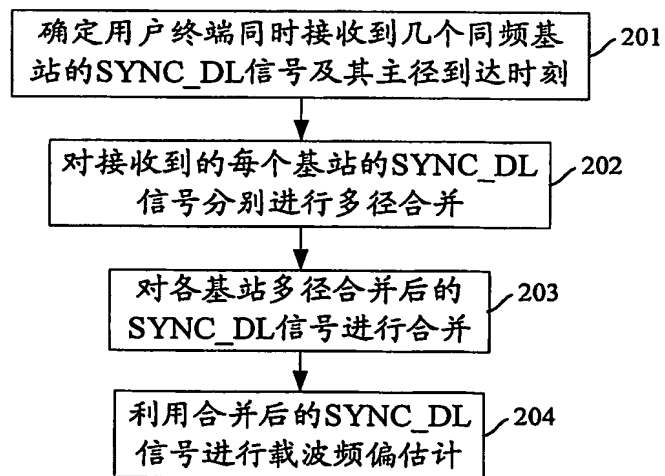 确定用户终端同时接收到几个同频基
站的SYNC_DL信号及其主径到达时刻
201
对接收到的每个基站的SYNC_DL
信号分别进行多径合并
202
对各基站多径合并后的
SYNC_DL信号进行合并
203
利用合并后的SYNC_DL
信号进行载波频偏估计
204